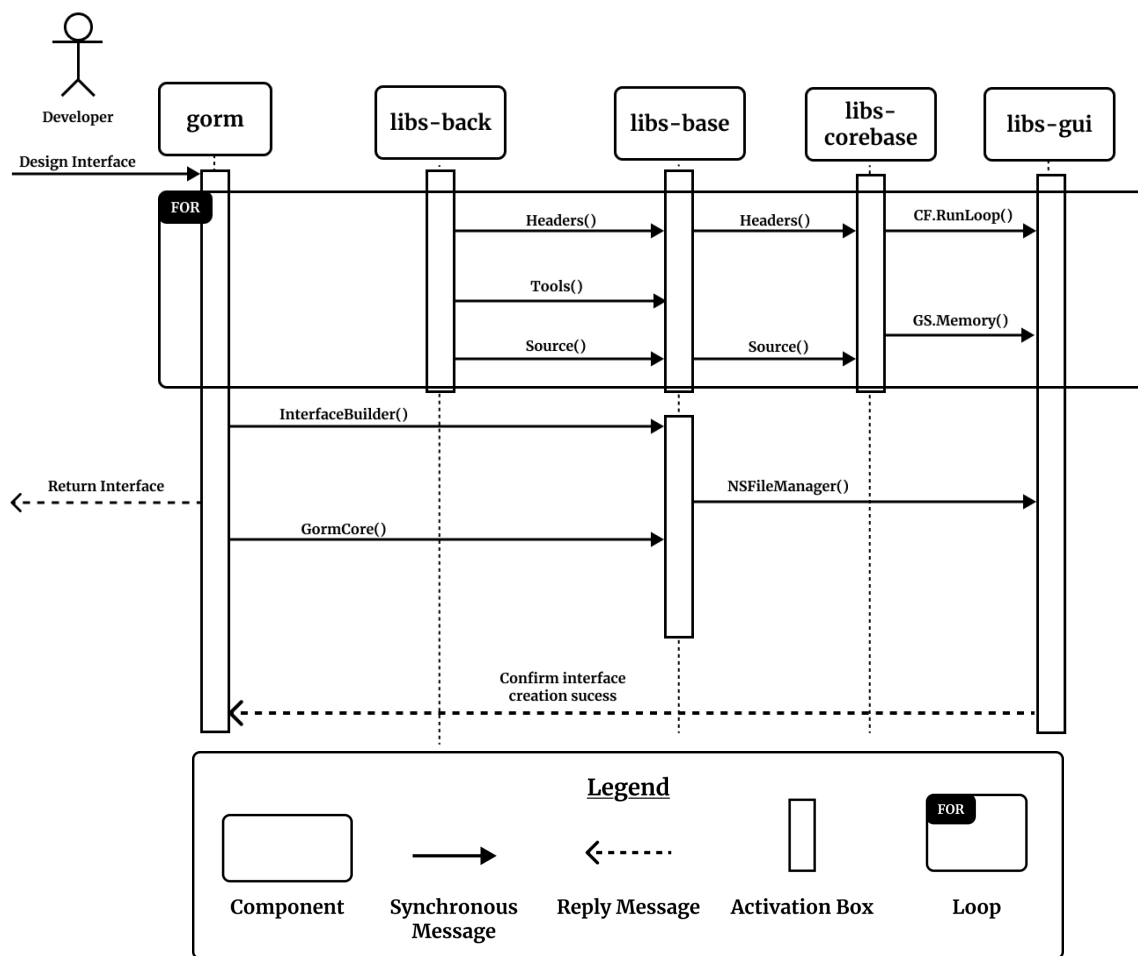 Developer
gorm
libs-back
libs-base
libs-
corebase
libs-gui
Design Interface
FOR
Headers()
Headers()
CF.RunLoop()
Tools()
GS.Memory()
Source()
Source()
InterfaceBuilder()
Return Interface
NSFileManager()
GormCore()
Confirm interface
creation sucess
Legend
FOR
Component
Synchronous
Message
Reply Message
Activation Box
Loop